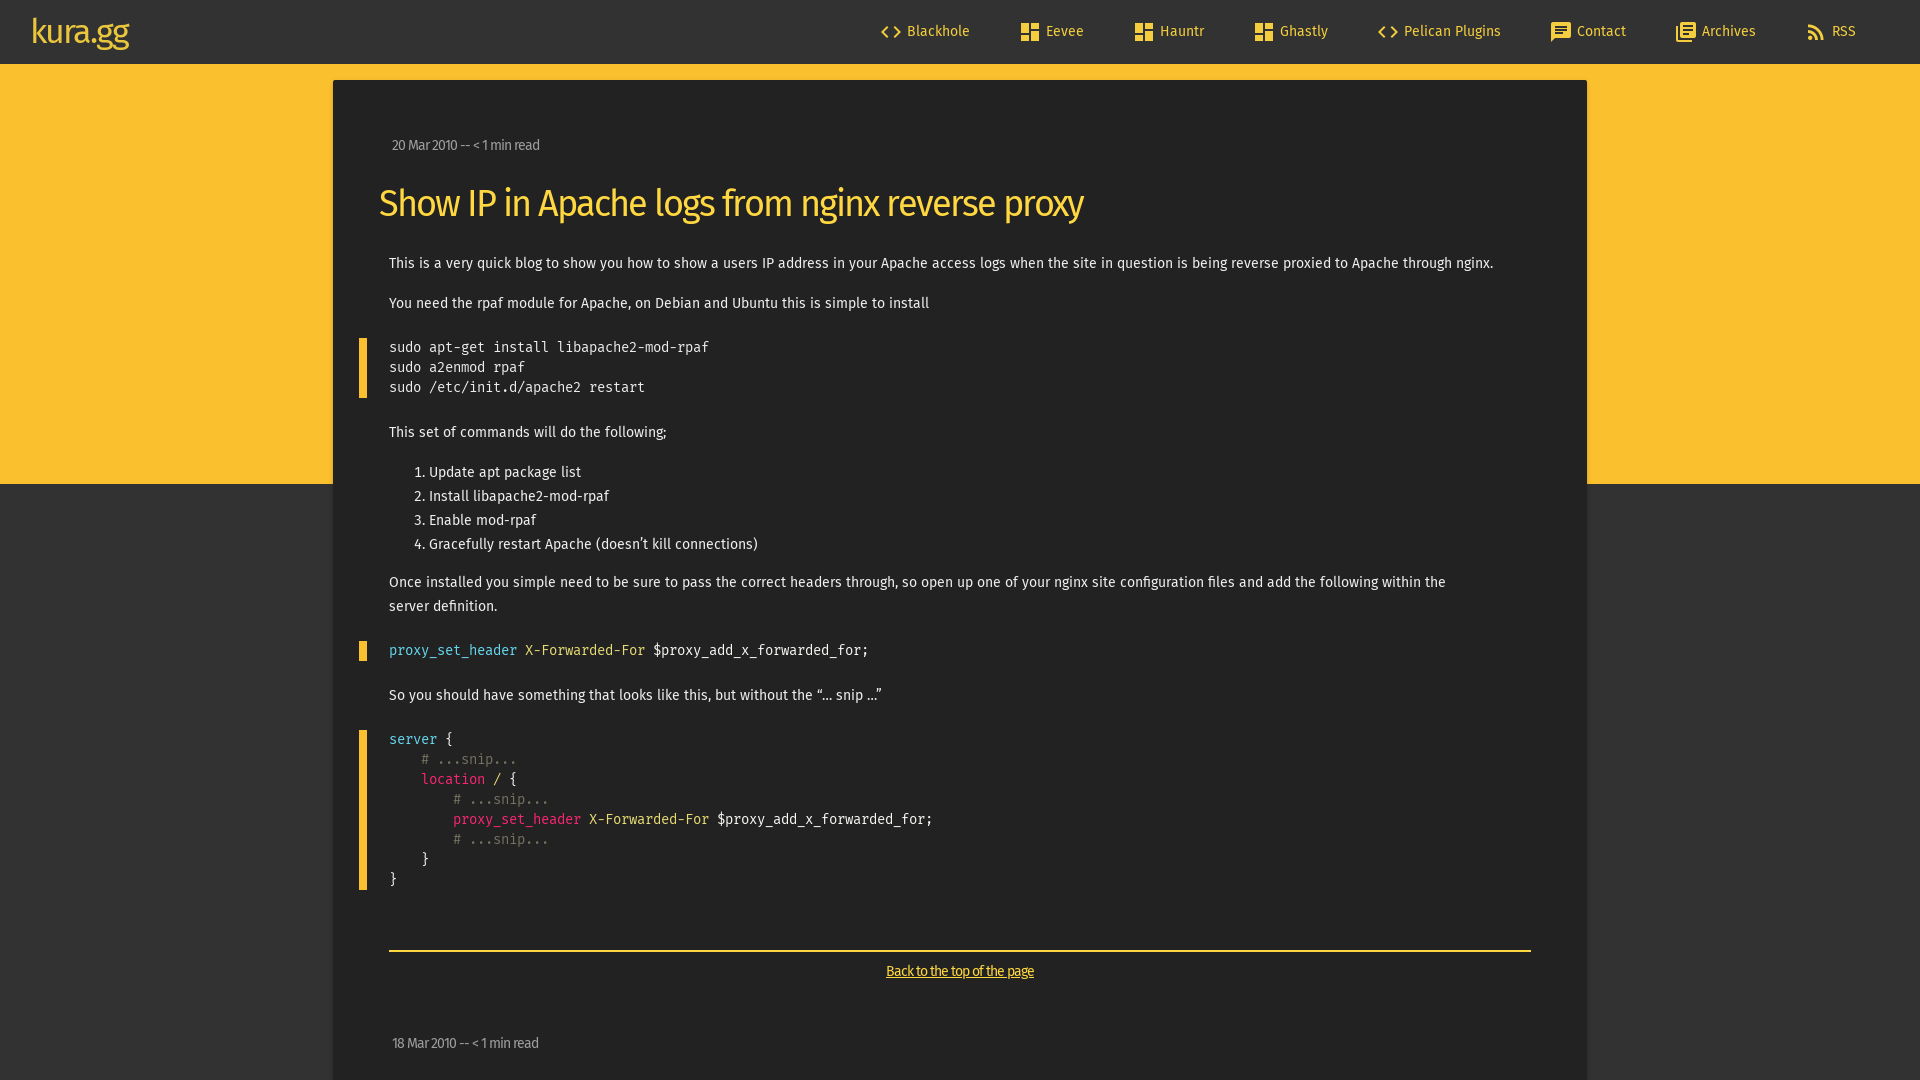 kura.gg
Blackhole
Eevee
Hauntr
Ghastly
Pelican Plugins
Contact
Archives
RSS
20 Mar 2010 -- < 1 min read
Show IP in Apache logs from nginx reverse proxy
This is a very quick blog to show you how to show a users IP address in your Apache access logs when the site in question is being reverse proxied to Apache through nginx.
You need the rpaf module for Apache, on Debian and Ubuntu this is simple to install
sudo apt-get install libapache2-mod-rpaf
sudo a2enmod rpaf
sudo /etc/init.d/apache2 restart
This set of commands will do the following;
1. Update apt package list
2. Install libapache2-mod-rpaf
3. Enable mod-rpaf
4. Gracefully restart Apache (doesn’t kill connections)
Once installed you simple need to be sure to pass the correct headers through, so open up one of your nginx site configuration files and add the following within the
server definition.
proxy_set_header X-Forwarded-For $proxy_add_x_forwarded_for;
So you should have something that looks like this, but without the “… snip …”
server {
    # ...snip...
    location / {
        # ...snip...
        proxy_set_header X-Forwarded-For $proxy_add_x_forwarded_for;
        # ...snip...
    }
}
Back to the top of the page
18 Mar 2010 -- < 1 min read